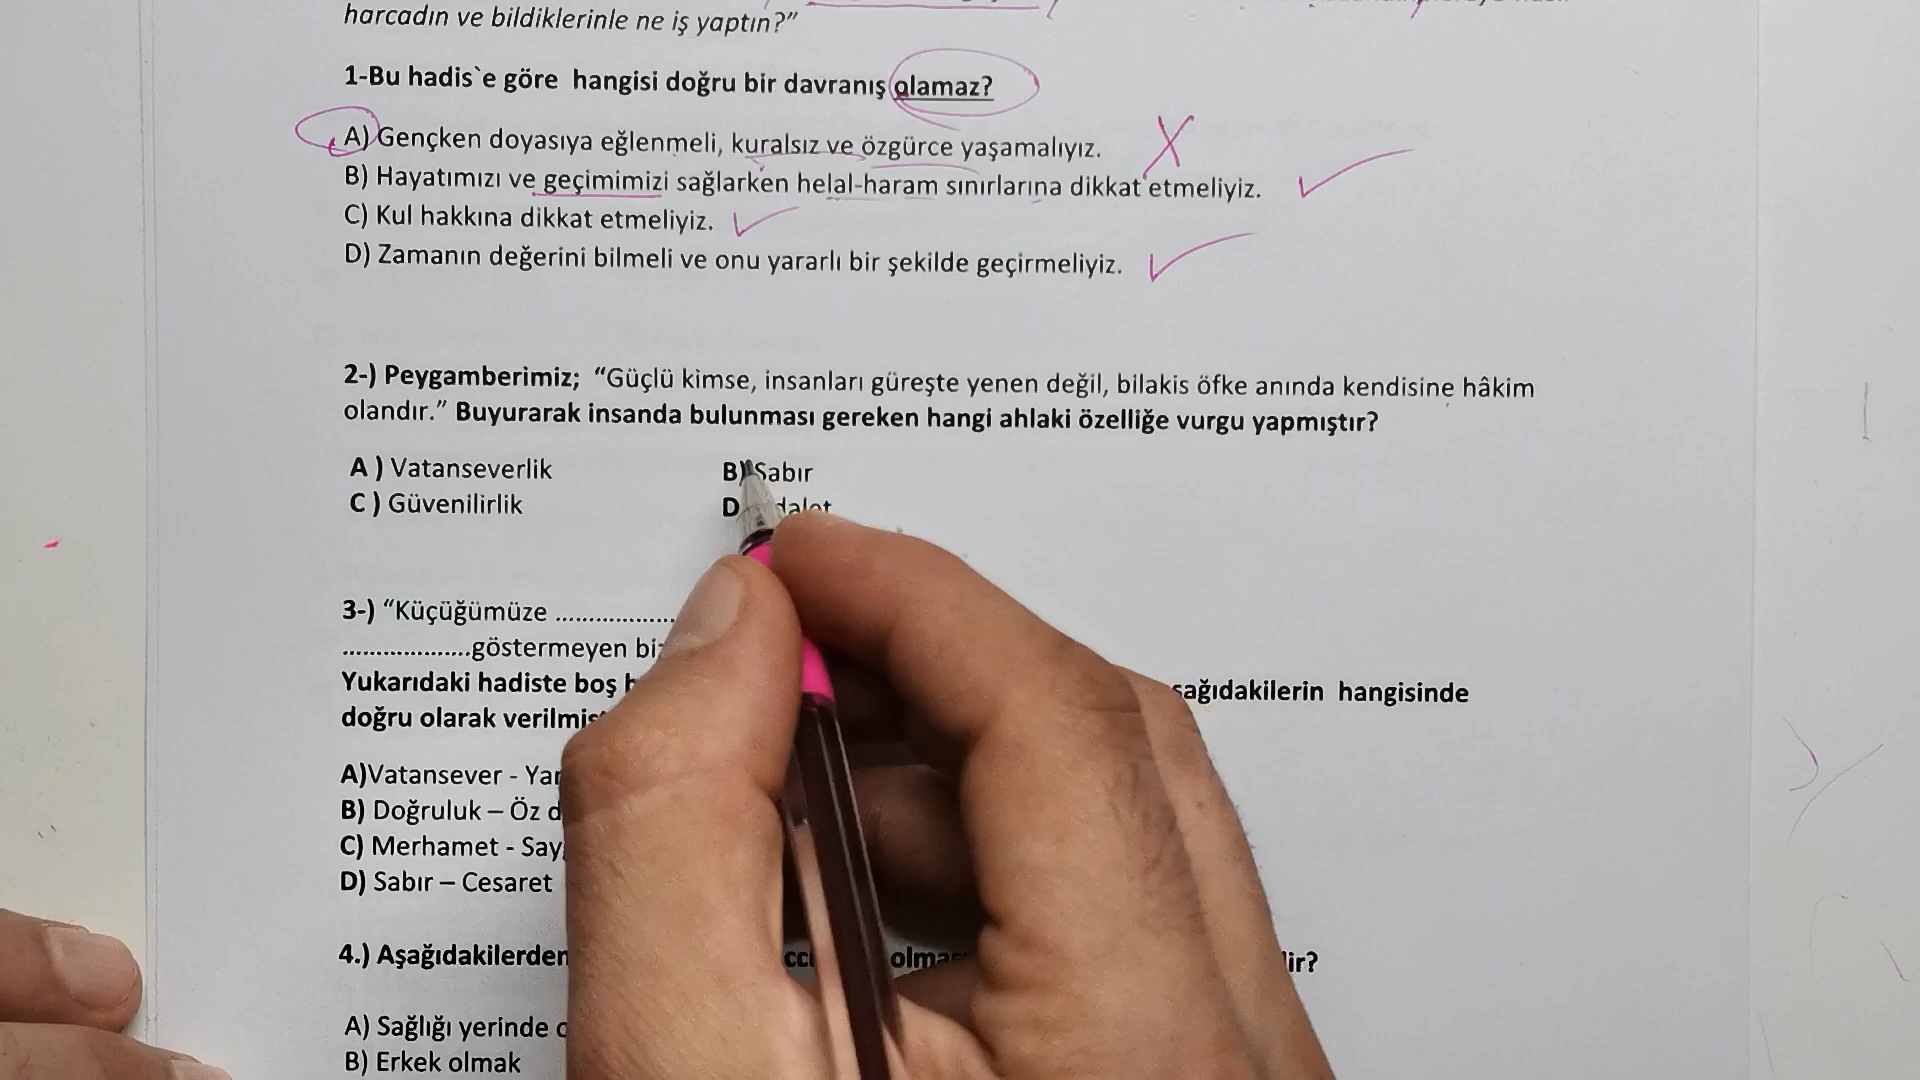 harcadın ve bildiklerinle ne iş yaptın?”
1-Bu hadis`e göre hangisi doğru bir davranış olamaz?
A) Gençken doyasıya eğlenmeli, kuralsız ve özgürce yaşamalıyız.
B) Hayatımızı ve geçimimizi sağlarken helal-haram sınırlarına dikkat etmeliyiz.
C) Kul hakkına dikkat etmeliyiz.
D) Zamanın değerini bilmeli ve onu yararlı bir şekilde geçirmeliyiz.
2-) Peygamberimiz; “Güçlü kimse, insanları güreşte yenen değil, bilakis öfke anında kendisine hâkim
olandır.” Buyurarak insanda bulunması gereken hangi ahlaki özelliğe vurgu yapmıştır?
A ) Vatanseverlik B) Sabır
C ) Güvenilirlik D
3-) “Küçüğümüze ..................
...................göstermeyen
Yukarıdaki hadiste boş hangisinde
doğru olarak
A)Vatansever -
B) Doğruluk – Öz
C) Merhamet -
D) Sabır – Cesaret
4.) Aşağıdakilerden
A) Sağlığı yerinde
B) Erkek olmak